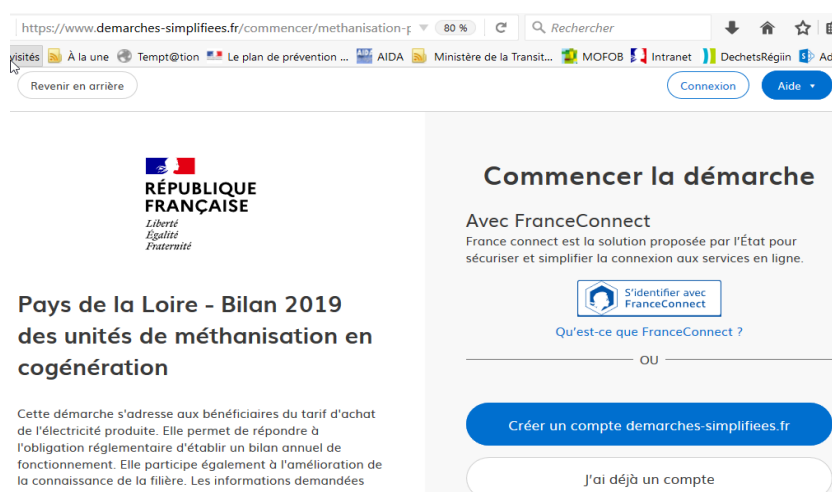 https://www.demarches-simplifiees.fr/commencer/methanisation-p
80 %
Rechercher
visités À la une Tempt@tion Le plan de prévention ... AIDA Ministère de la Transit... MOFOB Intranet DechetsRégiin Ad
Revenir en arrière
Connexion
Aide
RÉPUBLIQUE
FRANÇAISE
Liberté
Égalité
Fraternité
Pays de la Loire - Bilan 2019
des unités de méthanisation en
cogénération
Cette démarche s'adresse aux bénéficiaires du tarif d'achat
de l'électricité produite. Elle permet de répondre à
l'obligation réglementaire d'établir un bilan annuel de
fonctionnement. Elle participe également à l'amélioration de
la connaissance de la filière. Les informations demandées
Commencer la démarche
Avec FranceConnect
France connect est la solution proposée par l'État pour
sécuriser et simplifier la connexion aux services en ligne.
S'identifier avec
FranceConnect
Qu'est-ce que FranceConnect ?
OU
Créer un compte demarches-simplifiees.fr
J'ai déjà un compte